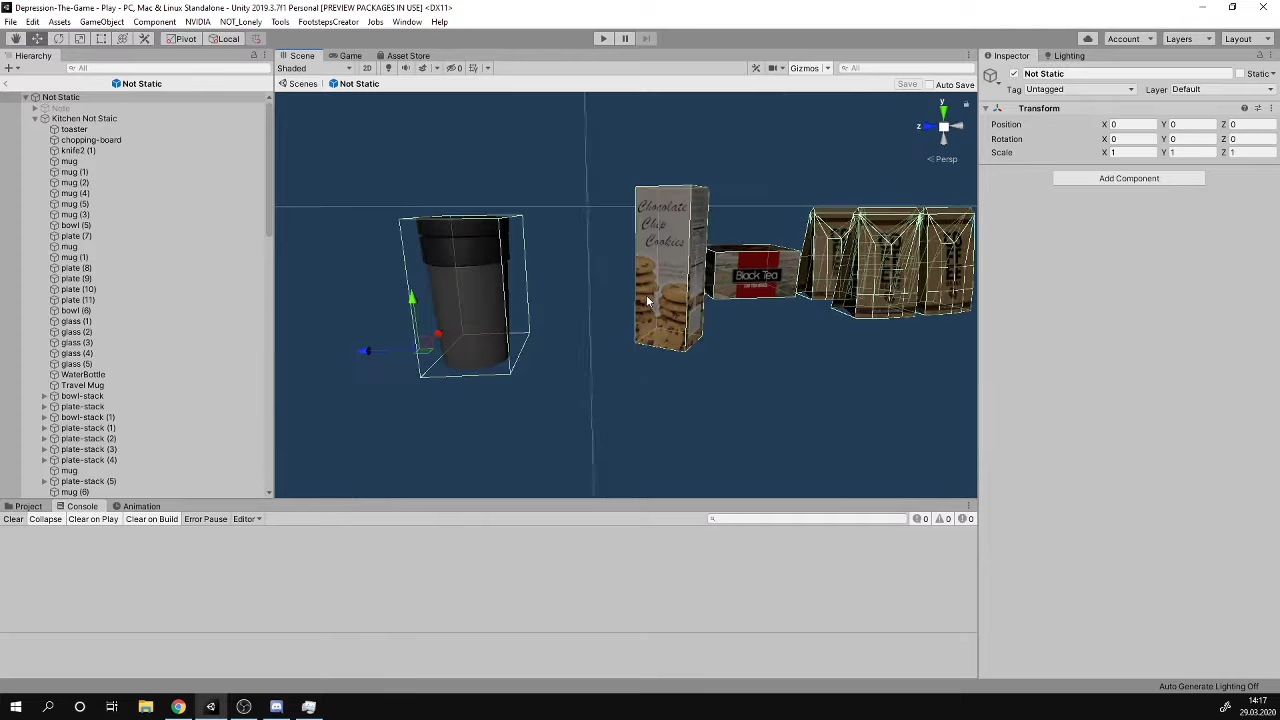 Depression-The-Game - Play - PC, Mac & Linux Standalone - Unity 2019.3.7f1 Personal [PREVIEW PACKAGES IN USE] <DX11>
File Edit Assets GameObject Component NVIDIA NOT_Lonely FootstepsCreator Jobs Window Help
Pivot Local Account Layers Layout
Hierarchy Scene Game Asset Store Inspector Lighting
All Shaded 2D 0 Gizmos All
Not Static Scenes Not Static Save Auto Save
Not Static Static
Tag Untagged Layer Default
Transform
Position X 0 Y 0 Z 0
Rotation X 0 Y 0 Z 0
Scale X 1 Y 1 Z 1
Add Component
Not Static
Note
Kitchen Not Staic
toaster
chopping-board
knife2 (1)
mug
mug (1)
mug (2)
mug (4)
mug (5)
mug (3)
bowl (5)
plate (7)
mug
mug (1)
plate (8)
plate (9)
plate (10)
plate (11)
bowl (6)
glass (1)
glass (2)
glass (3)
glass (4)
glass (5)
WaterBottle
Travel Mug
bowl-stack
plate-stack
bowl-stack (1)
plate-stack (1)
plate-stack (2)
plate-stack (3)
plate-stack (4)
mug
plate-stack (5)
mug (6)
y
z
Persp
Chocolate
Chip
Cookies
Black Tea
Project Console Animation
Clear Collapse Clear on Play Clear on Build Error Pause Editor 0 0 0
Auto Generate Lighting Off
14:17
29.03.2020